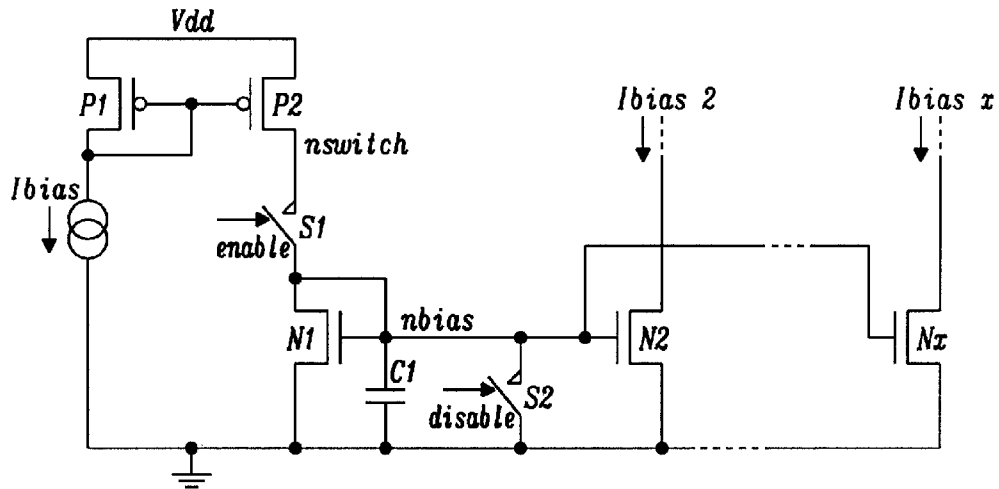 Vdd
P1
P2
Ibias 2
Ibias x
nswitch
Ibias
S1
enable
nbias
N1
N2
Nx
C1
S2
disable